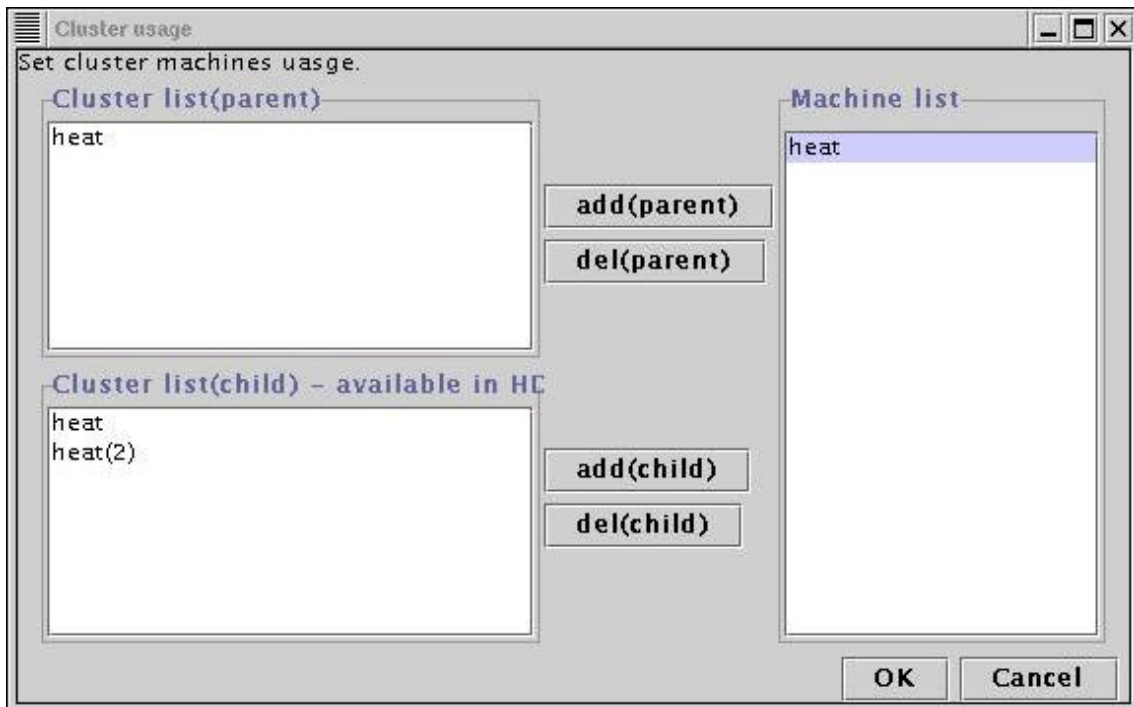 Cluster usage
Set cluster machines uasge.
Cluster list(parent)
heat
add(parent)
del(parent)
Cluster list(child) – available in HD
heat
heat(2)
add(child)
del(child)
Machine list
heat
OK
Cancel